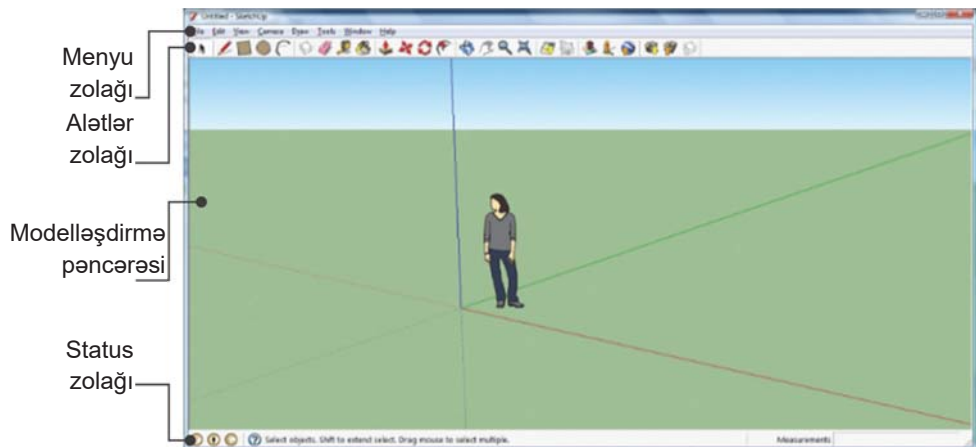 Untitled - SketchUp
File Edit View Camera Draw Tools Window Help
Menyu
zolağı
Alətlər
zolağı
Modelləşdirmə
pəncərəsi
Status
zolağı
Select objects. Shift to extend select. Drag mouse to select multiple.
Measurements